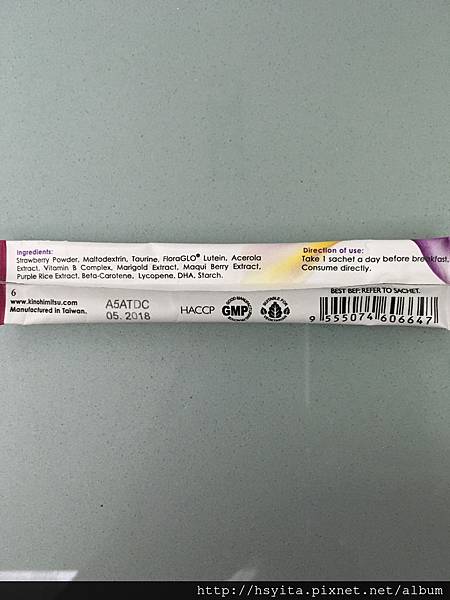 Ingredients:
Strawberry Powder, Maltodextrin, Taurine, FloraGLO® Lutein, Acerola
Extract, Vitamin B Complex, Marigold Extract, Maqui Berry Extract,
Purple Rice Extract, Beta-Carotene, Lycopene, DHA, Starch.
Direction of use:
Take 1 sachet a day before breakfast.
Consume directly.
6
www.kinohimitsu.com
Manufactured in Taiwan.
A5ATDC
05. 2018
HACCP
GMP
SUITABLE FOR
BEST BEF: REFER TO SACHET.
9 555074 606647
http://hsyita.pixnet.net/album